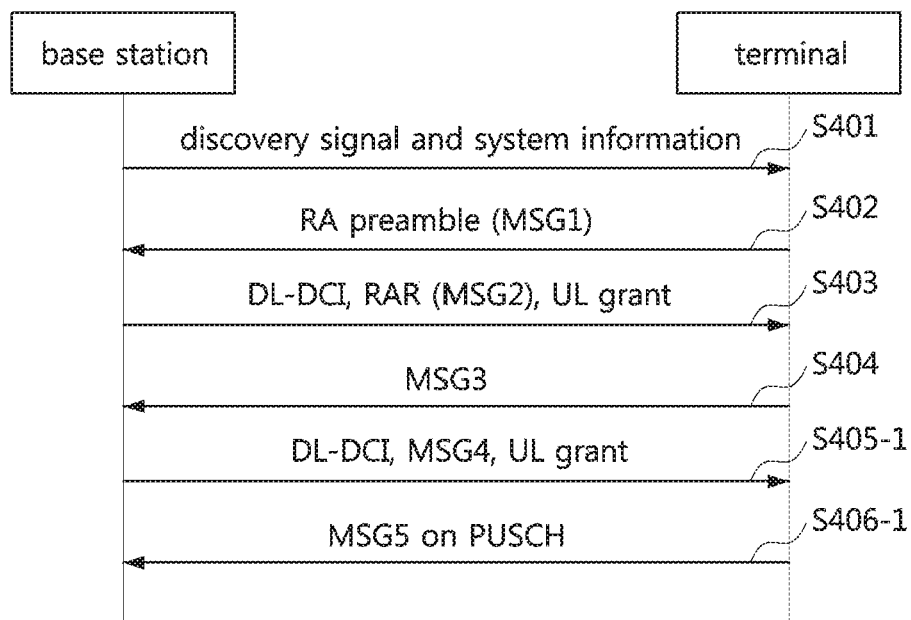 base station
terminal
discovery signal and system information
S401
RA preamble (MSG1)
S402
DL-DCI, RAR (MSG2), UL grant
S403
MSG3
S404
DL-DCI, MSG4, UL grant
S405-1
MSG5 on PUSCH
S406-1